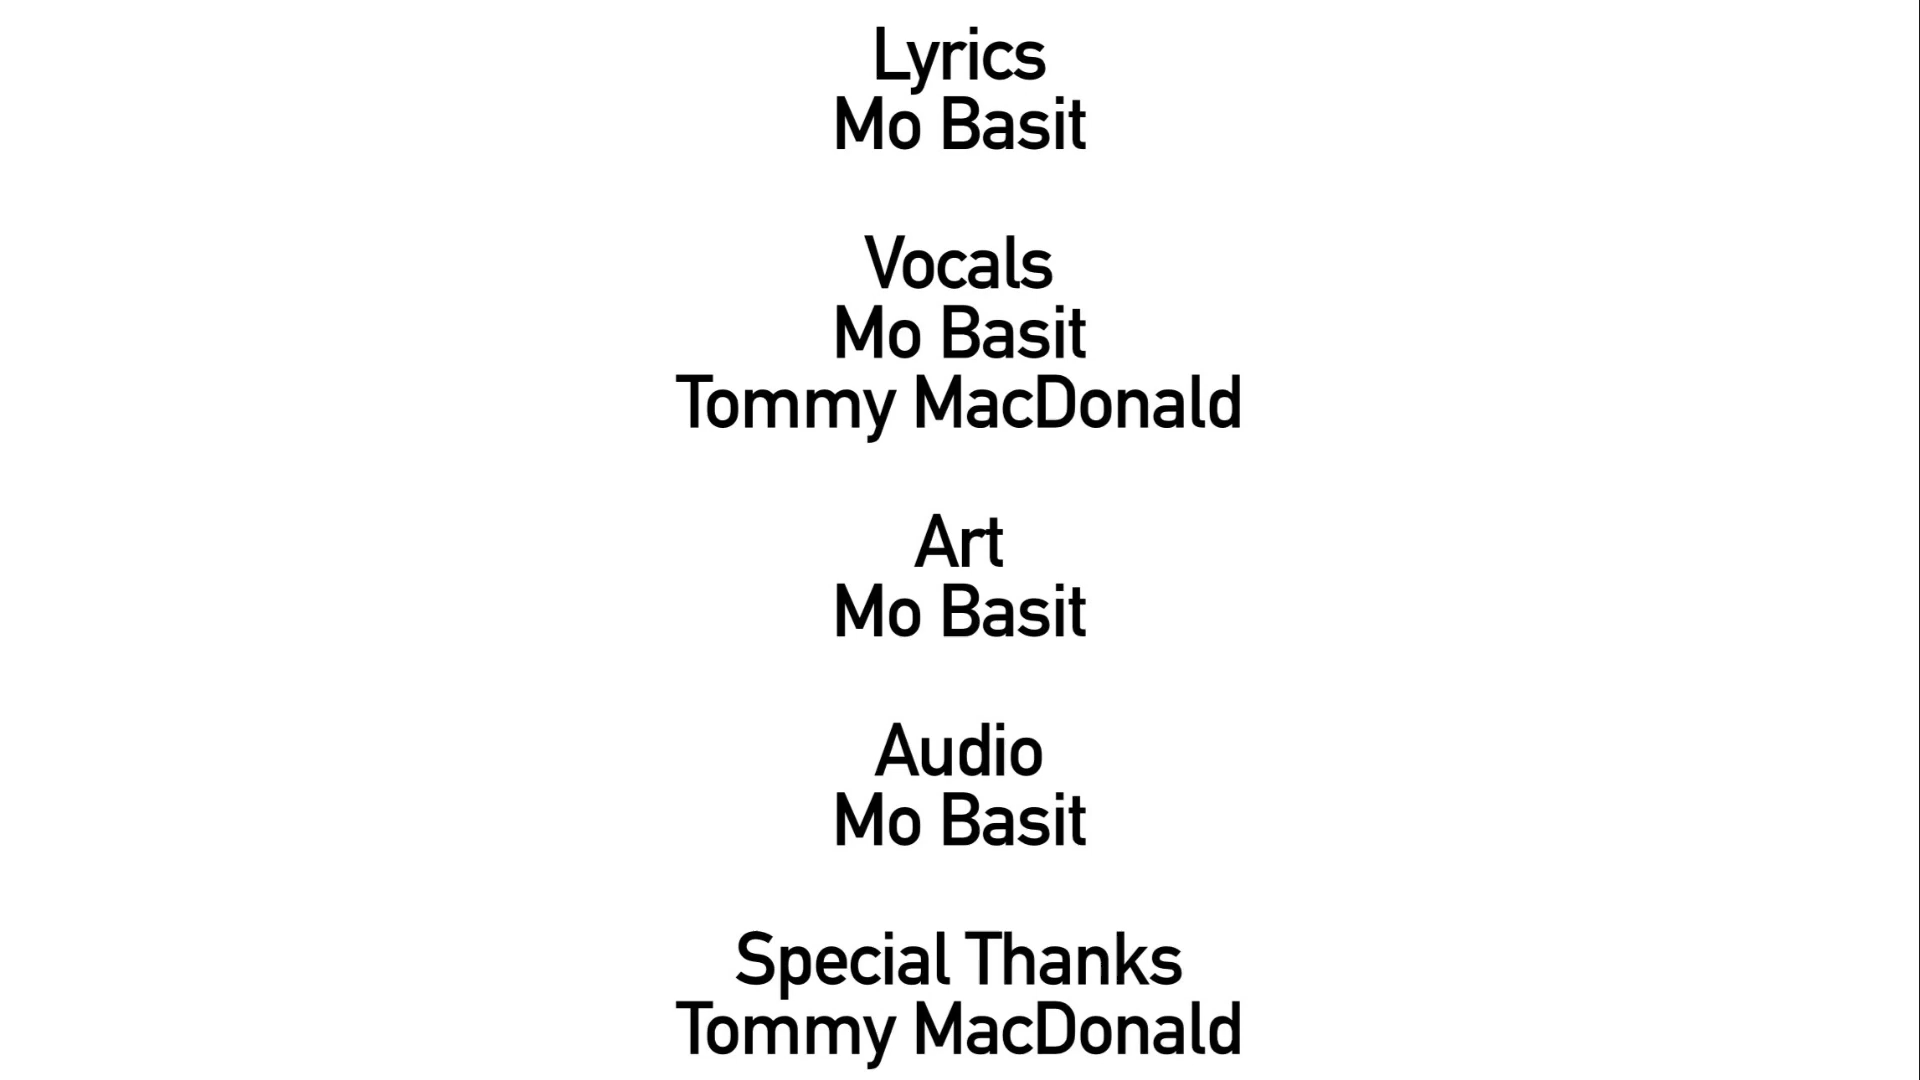 Lyrics
Mo Basit
Vocals
Mo Basit
Tommy MacDonald
Art
Mo Basit
Audio
Mo Basit
Special Thanks
Tommy MacDonald